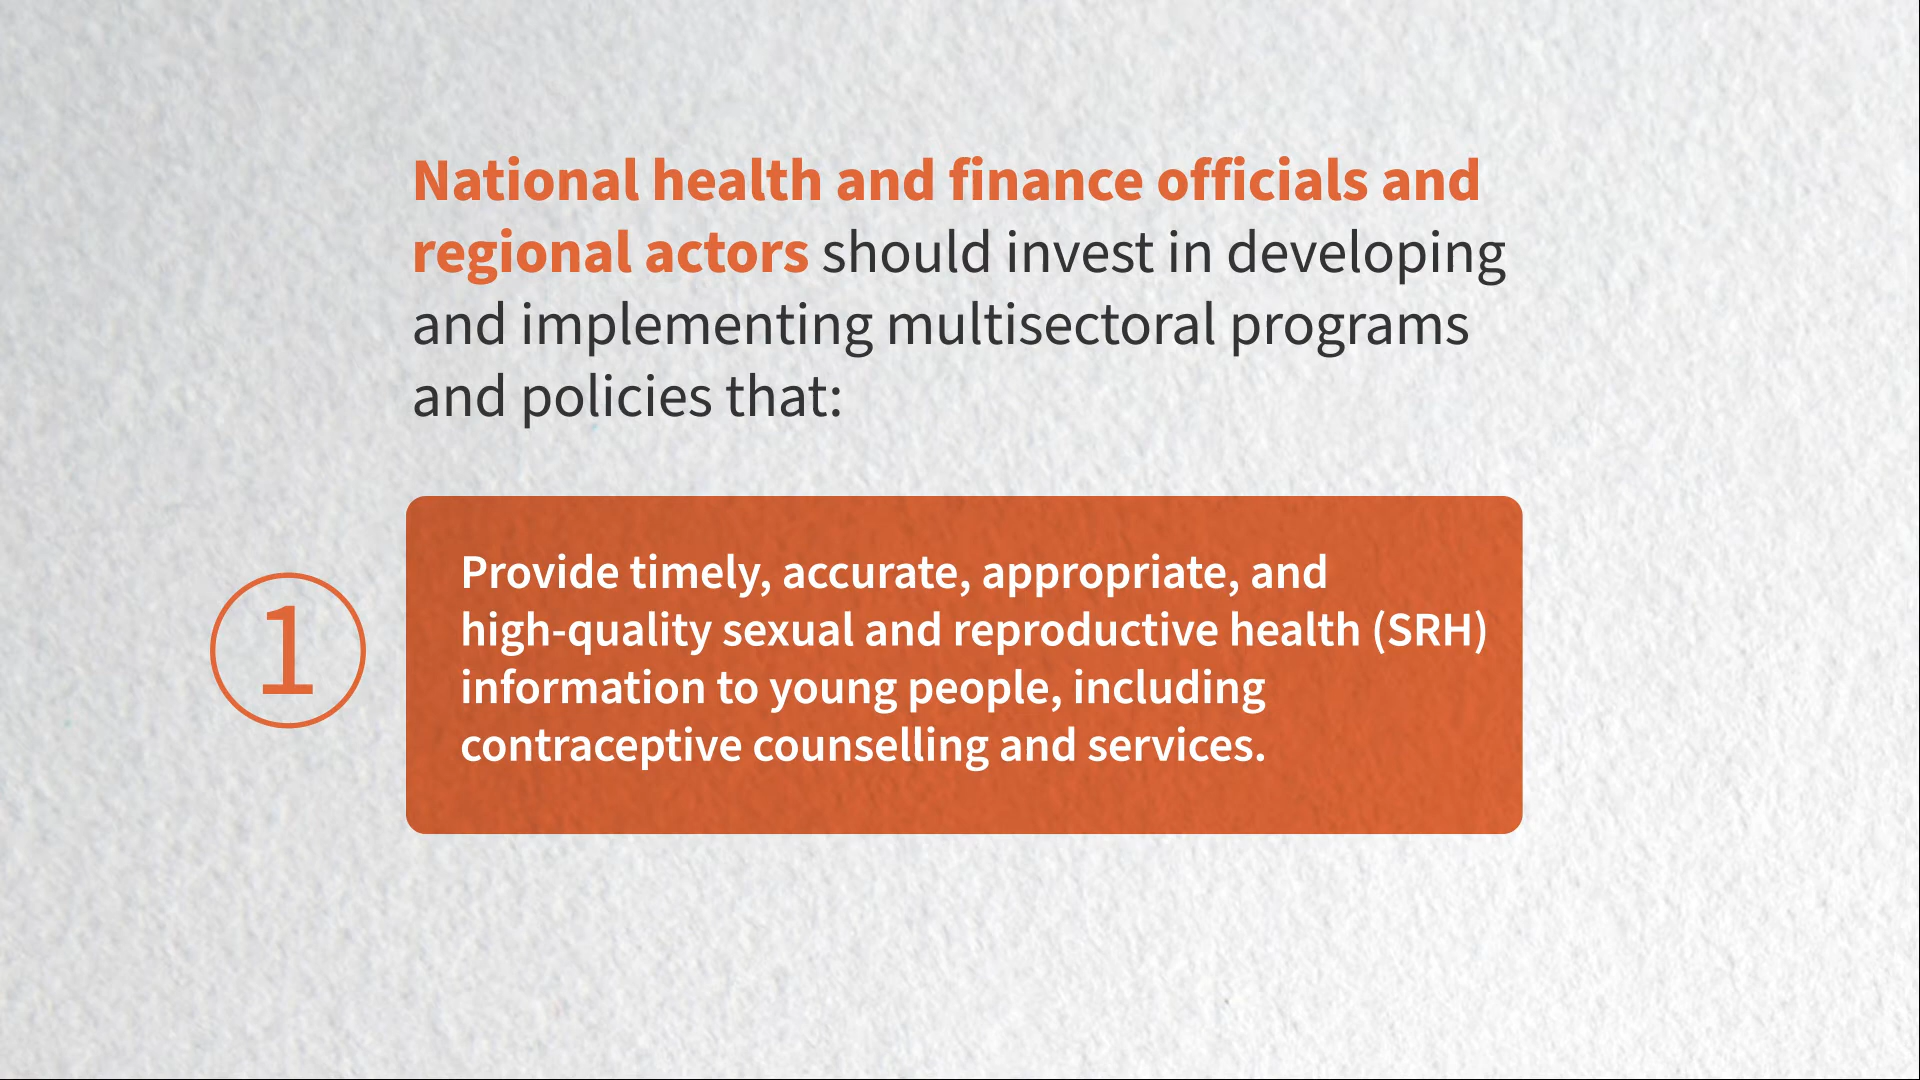 National health and finance officials and
regional actors should invest in developing
and implementing multisectoral programs
and policies that:
1
Provide timely, accurate, appropriate, and
high-quality sexual and reproductive health (SRH)
information to young people, including
contraceptive counselling and services.